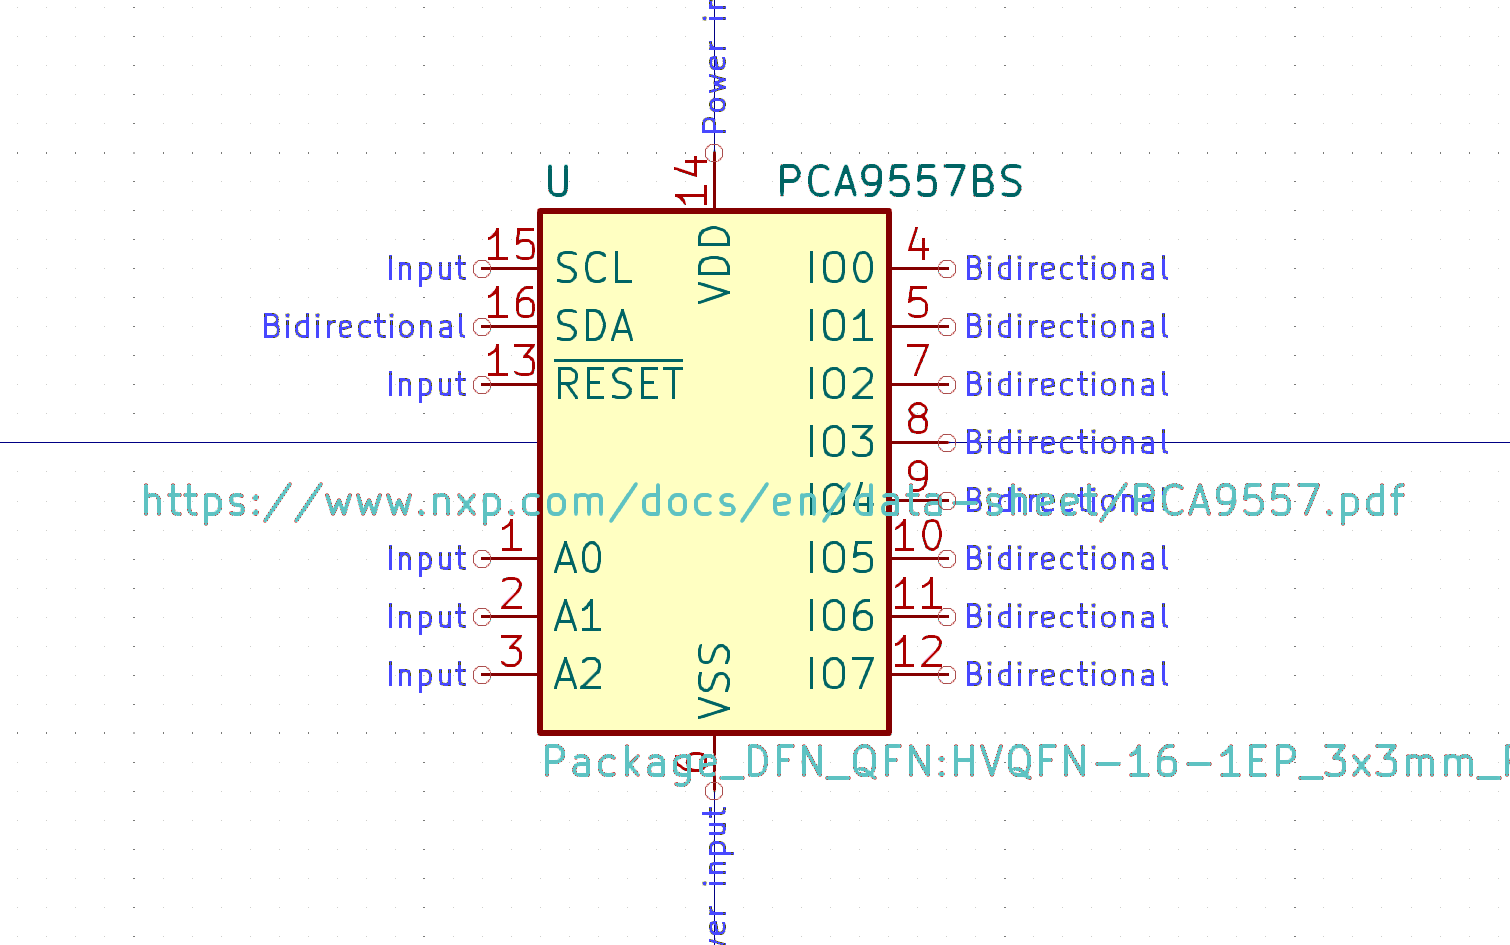 Power in
14
U
PCA9557BS
VDD
15
Input
SCL
16
Bidirectional
SDA
13
Input
RESET
1
Input
A0
2
Input
A1
3
Input
A2
4
IO0
Bidirectional
5
IO1
Bidirectional
7
IO2
Bidirectional
8
IO3
Bidirectional
9
IO4
Bidirectional
https://www.nxp.com/docs/en/data-sheet/PCA9557.pdf
10
IO5
Bidirectional
11
IO6
Bidirectional
12
IO7
Bidirectional
VSS
Package_DFN_QFN:HVQFN-16-1EP_3x3mm_
wer input